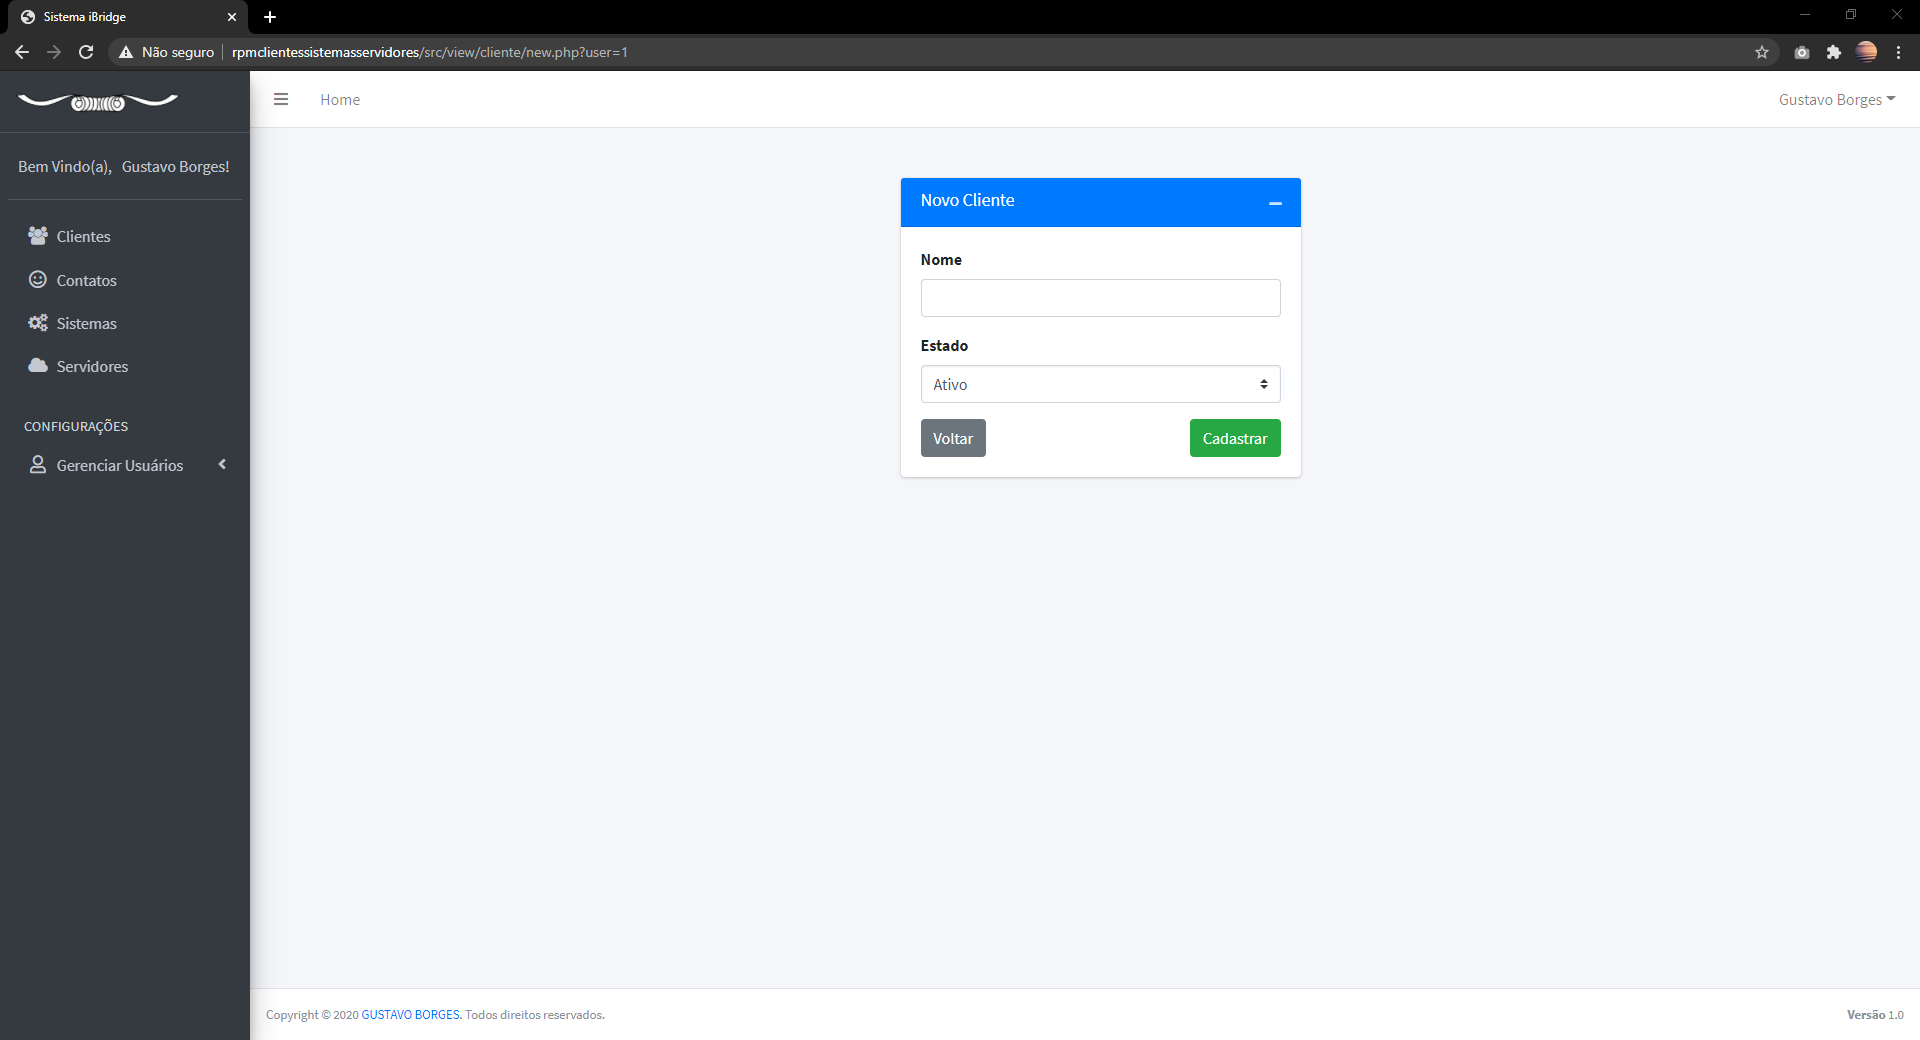 Sistema iBridge
Não seguro
rpmclientessistemasservidores/src/view/cliente/new.php?user=1
Home
Gustavo Borges
Bem Vindo(a), Gustavo Borges!
Clientes
Contatos
Sistemas
Servidores
CONFIGURAÇÕES
Gerenciar Usuários
Novo Cliente
Nome
Estado
Ativo
Voltar
Cadastrar
Copyright © 2020 GUSTAVO BORGES. Todos direitos reservados.
Versão 1.0